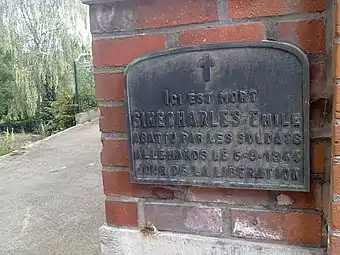 ICI EST MORT
CHARLES EMILE
ABATTU PAR LES SOLDATS
ALLEMANDS LE
JOUR DE LA LIBERATION